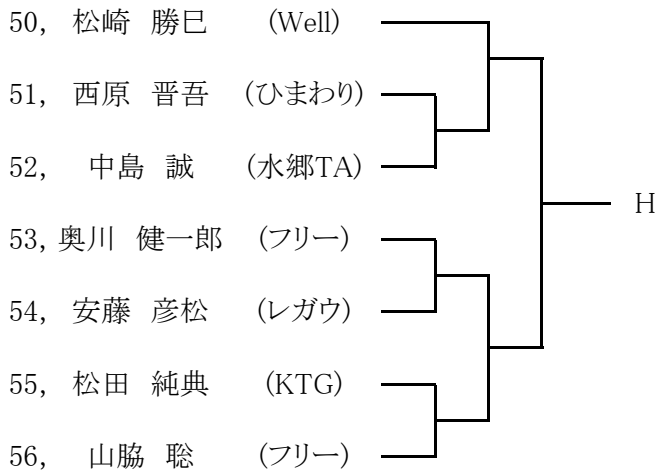 50, 松崎 勝巳 (Well)
51, 西原 晋吾 (ひまわり)
52, 中島 誠 (水郷TA)
H
53, 奥川 健一郎 (フリー)
54, 安藤 彦松 (レガウ)
55, 松田 純典 (KTG)
56, 山脇 聡 (フリー)